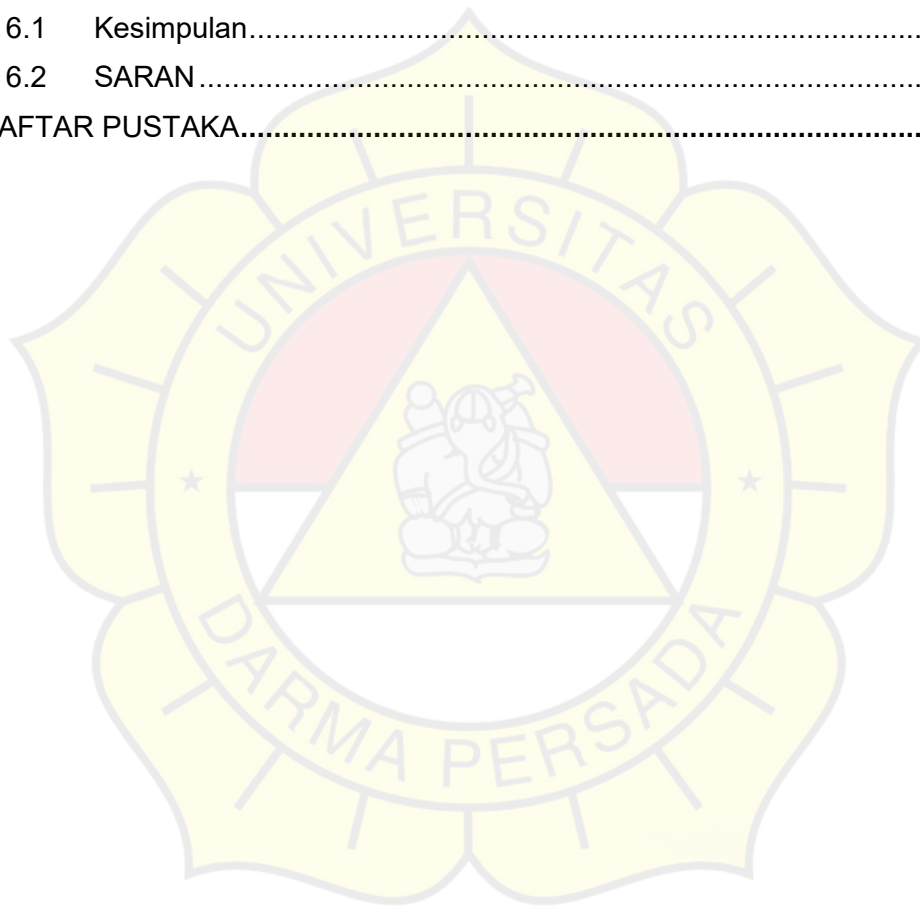 6.1 Kesimpulan....................................................................................
6.2 SARAN..........................................................................................
AFTAR PUSTAKA....................................................................................
UNIVERSITAS
DARMA PERSADA